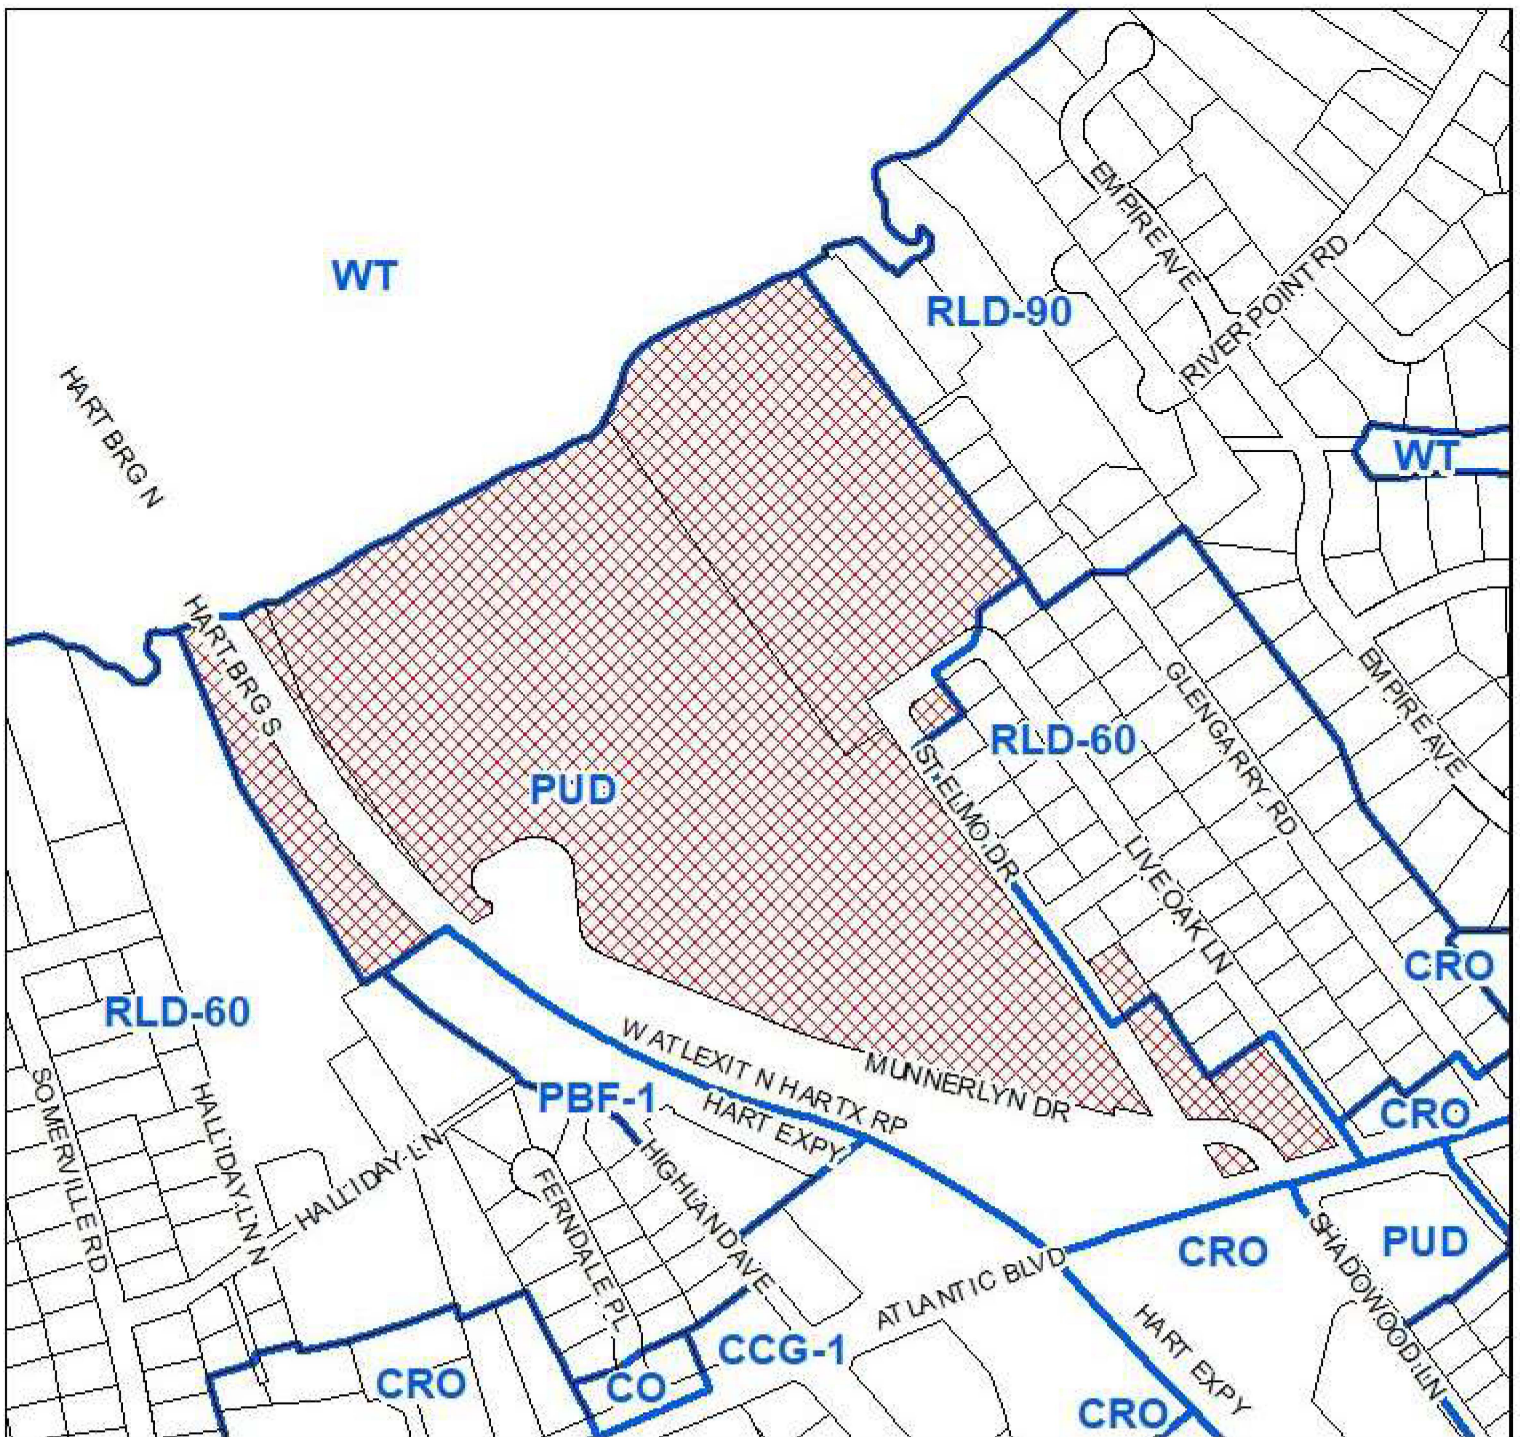 WT
EMPIRE AVE
RIVER POINT RD
RLD-90
HART BRG N
WT
HART BRG S
EMPIRE AVE
GLENGARRY RD
RLD-60
ST. ELMO DR
PUD
LIVE OAK LN
CRO
RLD-60
WATLEXIT N HARTX RP
MUNNERLYN DR
PBF-1
HART EXPY
CRO
SOMERVILLE RD
HALLIDAY LN N
HALLIDAY LN
HIGHLAND AVE
FERNDALE PL
SHADOWOOD LN
PUD
CRO
ATLANTIC BLVD
HART EXPY
CCG-1
CRO
CO
CRO